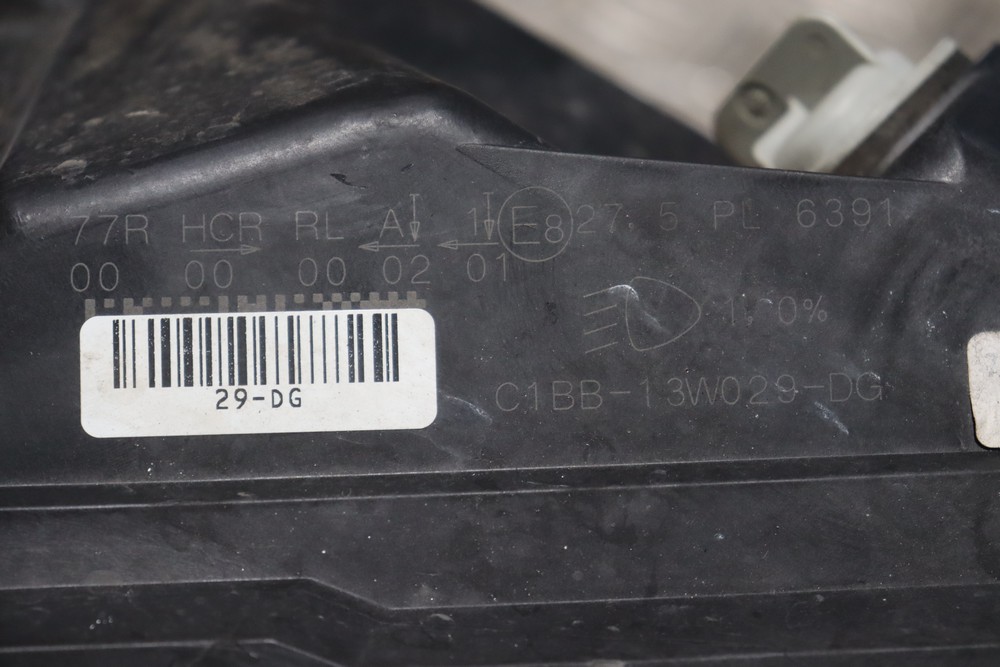 77R HCR RL A 1 E8 27.5 PL 6391
00 00 00 02 01
1,0%
29-DG
C1BB-13W029-DG